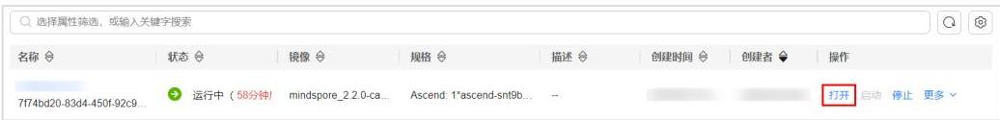 选择属性筛选，或输入关键字搜索
名称 状态 镜像 规格 描述 创建时间 创建者 操作
运行中（58分钟 mindspore_2.2.0-ca... Ascend: 1*ascend-snt9b... -- 打开 启动 停止 更多
7f74bd20-83d4-450f-92c9...